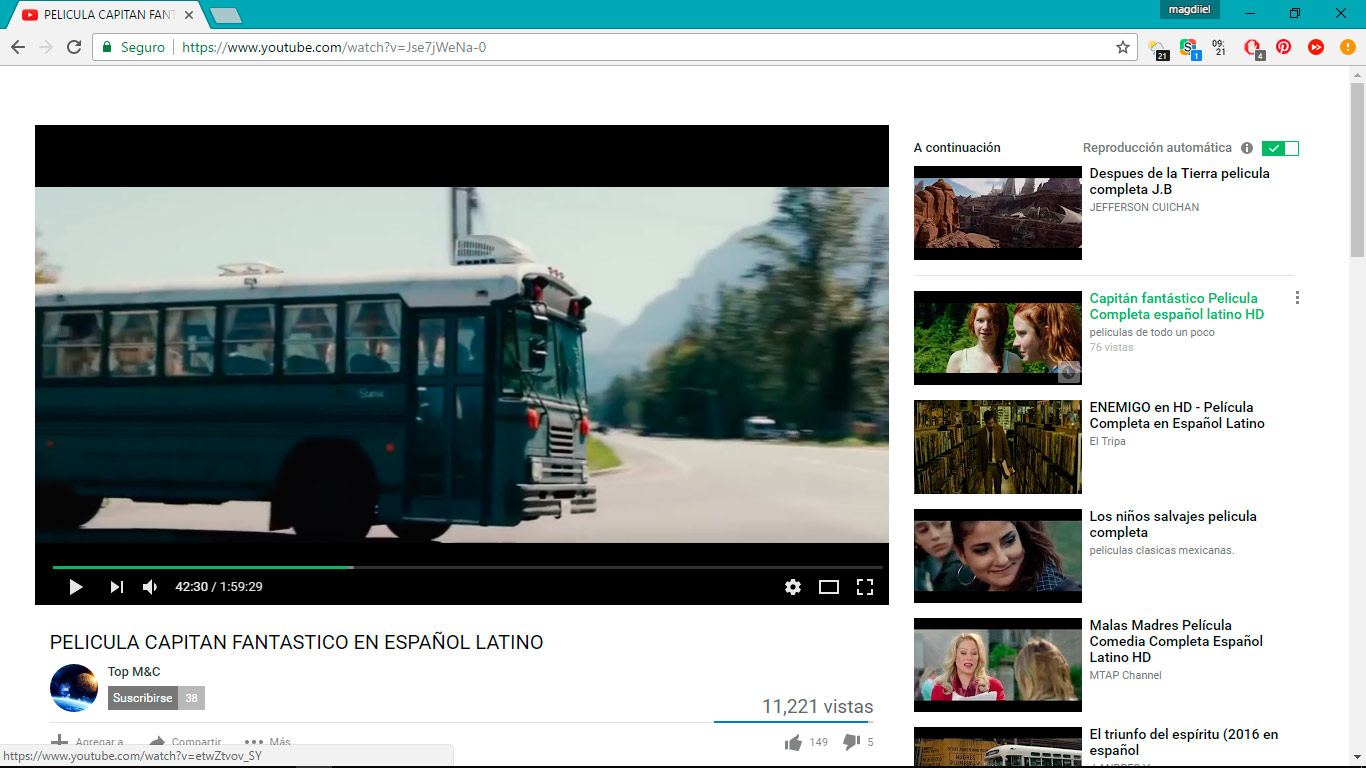 magdiiel
PELICULA CAPITAN FANT
Seguro
https://www.youtube.com/watch?v=Jse7jWeNa-0
21
1
09:
21
4
42:30 / 1:59:29
PELICULA CAPITAN FANTASTICO EN ESPAÑOL LATINO
Top M&C
Suscribirse 38
11,221 vistas
Agregar a
Compartir
Más
149
5
https://www.youtube.com/watch?v=etwZtvov_SY
A continuación
Reproducción automática
Despues de la Tierra pelicula
completa J.B
JEFFERSON CUICHAN
Capitán fantástico Pelicula
Completa español latino HD
peliculas de todo un poco
76 vistas
ENEMIGO en HD - Película
Completa en Español Latino
El Tripa
Los niños salvajes pelicula
completa
peliculas clasicas mexicanas.
Malas Madres Película
Comedia Completa Español
Latino HD
MTAP Channel
El triunfo del espíritu (2016 en
español